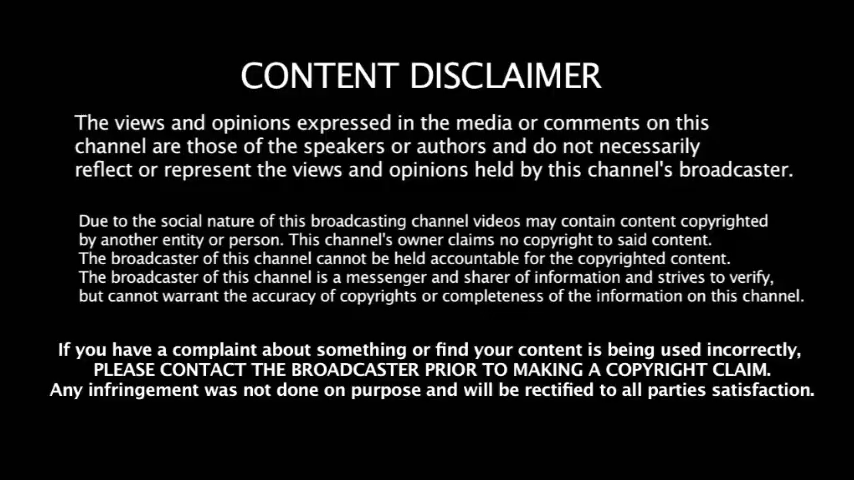 CONTENT DISCLAIMER
The views and opinions expressed in the media or comments on this
channel are those of the speakers or authors and do not necessarily
reflect or represent the views and opinions held by this channel's broadcaster.
Due to the social nature of this broadcasting channel videos may contain content copyrighted
by another entity or person. This channel's owner claims no copyright to said content.
The broadcaster of this channel cannot be held accountable for the copyrighted content.
The broadcaster of this channel is a messenger and sharer of information and strives to verify,
but cannot warrant the accuracy of copyrights or completeness of the information on this channel.
If you have a complaint about something or find your content is being used incorrectly,
PLEASE CONTACT THE BROADCASTER PRIOR TO MAKING A COPYRIGHT CLAIM.
Any infringement was not done on purpose and will be rectified to all parties satisfaction.